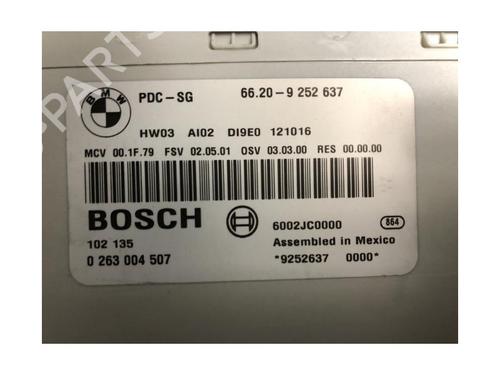 BMW
PDC-SG 66.20-9 252 637
HW03 AI02 DI9E0 121016
MCV 00.1F.79 FSV 02.05.01 OSV 03.03.00 RES 00.00.00
BOSCH
6002JC0000 864
102 135 Assembled in Mexico
0 263 004 507 *9252637 0000*